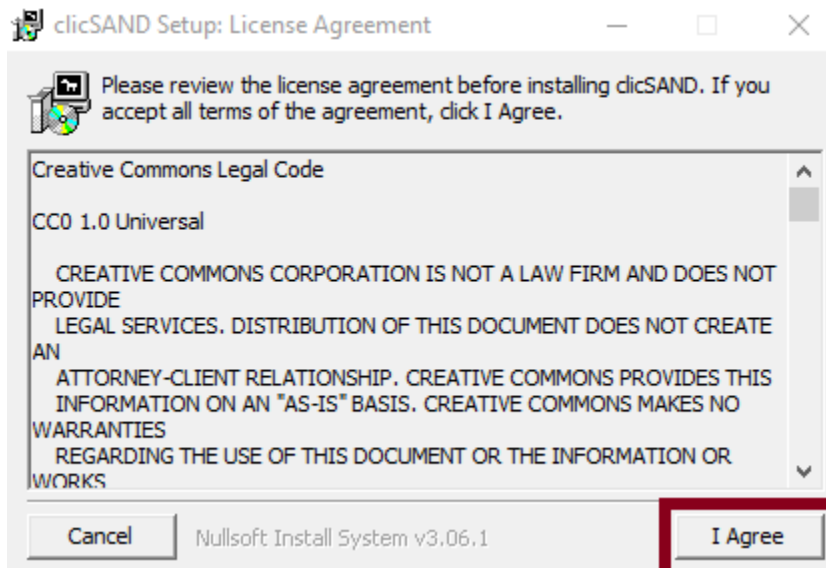 clicSAND Setup: License Agreement
Please review the license agreement before installing clicSAND. If you
accept all terms of the agreement, click I Agree.
Creative Commons Legal Code
CC0 1.0 Universal
CREATIVE COMMONS CORPORATION IS NOT A LAW FIRM AND DOES NOT
PROVIDE
LEGAL SERVICES. DISTRIBUTION OF THIS DOCUMENT DOES NOT CREATE
AN
ATTORNEY-CLIENT RELATIONSHIP. CREATIVE COMMONS PROVIDES THIS
INFORMATION ON AN "AS-IS" BASIS. CREATIVE COMMONS MAKES NO
WARRANTIES
REGARDING THE USE OF THIS DOCUMENT OR THE INFORMATION OR
WORKS
Cancel
Nullsoft Install System v3.06.1
I Agree